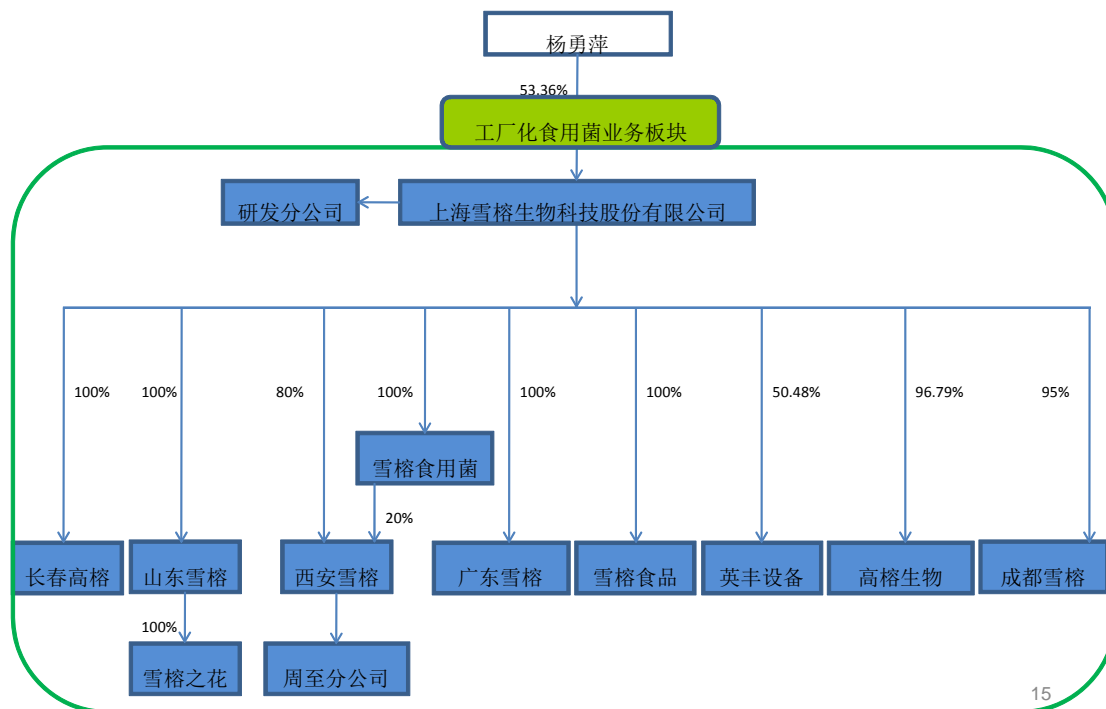 杨勇萍
53.36%
工厂化食用菌业务板块
研发分公司
上海雪榕生物科技股份有限公司
100%
100%
80%
100%
100%
100%
50.48%
96.79%
95%
雪榕食用菌
20%
长春高榕
山东雪榕
西安雪榕
广东雪榕
雪榕食品
英丰设备
高榕生物
成都雪榕
100%
雪榕之花
周至分公司
15